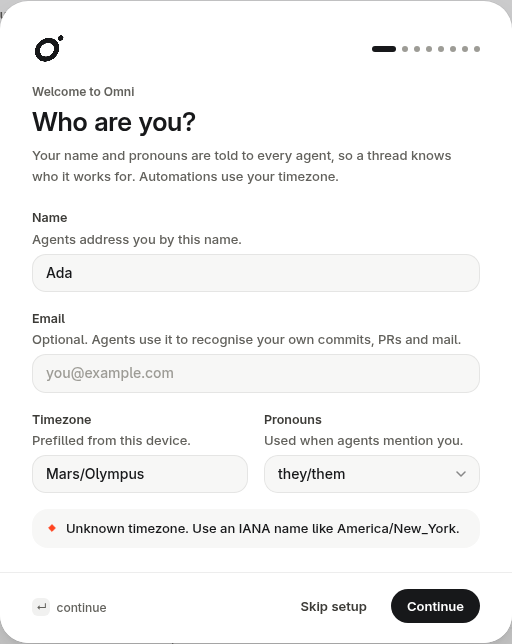 Welcome to Omni
Who are you?
Your name and pronouns are told to every agent, so a thread knows
who it works for. Automations use your timezone.
Name
Agents address you by this name.
Ada
Email
Optional. Agents use it to recognise your own commits, PRs and mail.
you@example.com
Timezone
Pronouns
Prefilled from this device.
Used when agents mention you.
Mars/Olympus
they/them
Unknown timezone. Use an IANA name like America/New_York.
continue
Skip setup
Continue